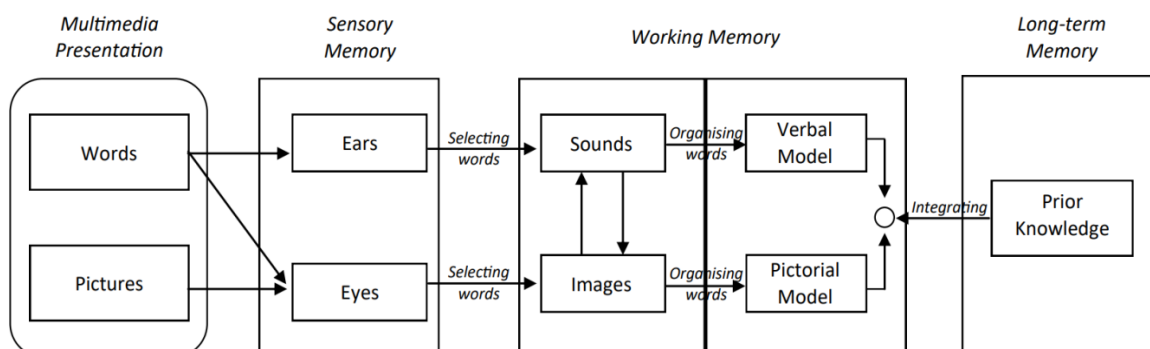 Multimedia
Presentation
Sensory
Memory
Working Memory
Long-term
Memory
Words
Ears
Selecting
words
Sounds
Organising
words
Verbal
Model
Integrating
Prior
Knowledge
Pictures
Eyes
Selecting
words
Images
Organising
words
Pictorial
Model